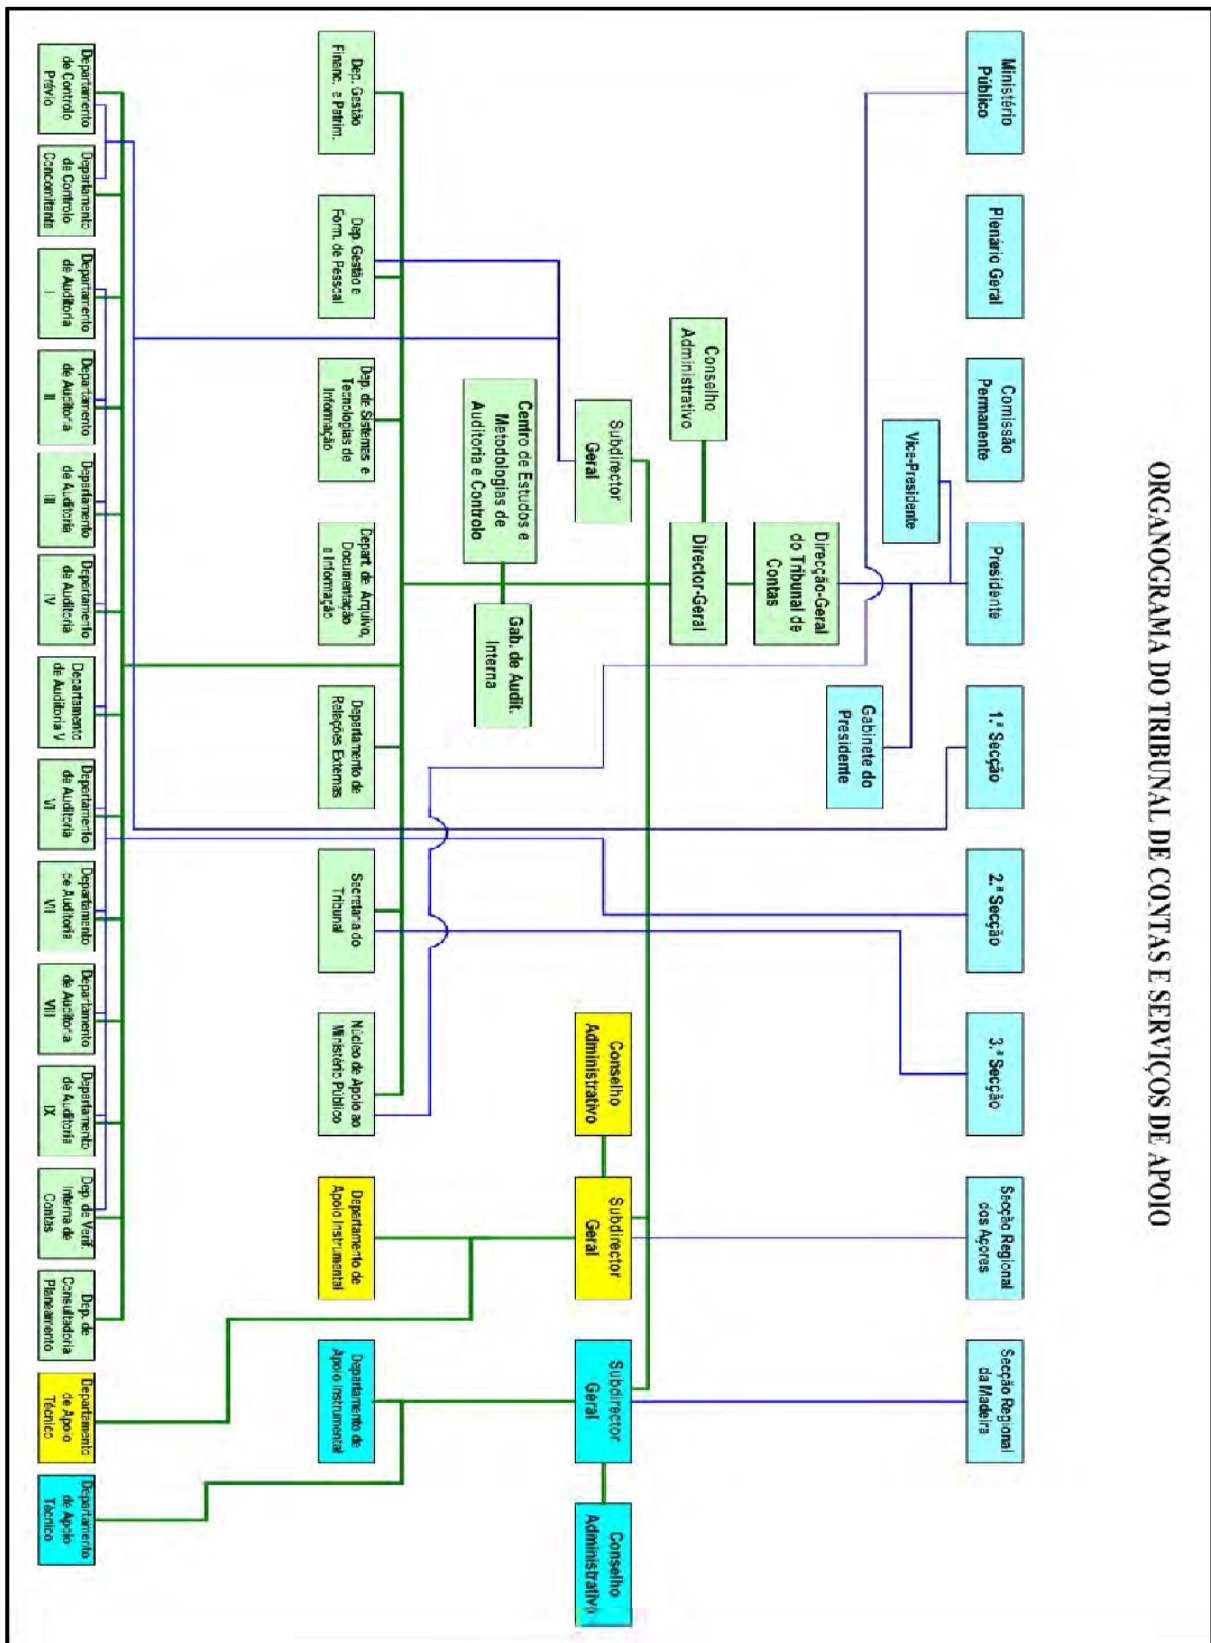 ORGANOGRAMA DO TRIBUNAL DE CONTAS E SERVIÇOS DE APOIO
Ministério
Público
Plenário Geral
Comissão
Permanente
Presidente
1.ª Secção
2.ª Secção
3.ª Secção
Secção Regional
dos Açores
Secção Regional
da Madeira
Vice-Presidente
Gabinete do
Presidente
Direcção-Geral
do Tribunal de
Contas
Conselho
Administrativo
Director-Geral
Subdirector
Geral
Conselho
Administrativo
Subdirector
Geral
Subdirector
Geral
Conselho
Administrativo
Centro de Estudos e
Metodologias de
Auditoria e Controlo
Gab. de Audit.
Interna
Dep. Gestão
Financ. e Patrim.
Dep. Gestão e
Form. de Pessoal
Dep. de Sistemas e
Tecnologias de
Informação
Depart. de Arquivo,
Documentação
e Informação
Departamento de
Relações Externas
Secretaria do
Tribunal
Núcleo de Apoio ao
Ministério Público
Departamento de
Apoio Instrumental
Departamento de
Apoio Instrumental
Departamento
de Controlo
Prévio
Departamento
de Controlo
Concomitante
Departamento
de Auditoria
I
Departamento
de Auditoria
II
Departamento
de Auditoria
III
Departamento
de Auditoria
IV
Departamento
de Auditoria V
Departamento
de Auditoria
VI
Departamento
de Auditoria
VII
Departamento
de Auditoria
VIII
Departamento
de Auditoria
IX
Dep. de Verif.
Interna de
Contas
Dep. de
Consultadoria
Planeamento
Departamento
de Apoio
Técnico
Departamento
de Apoio
Técnico